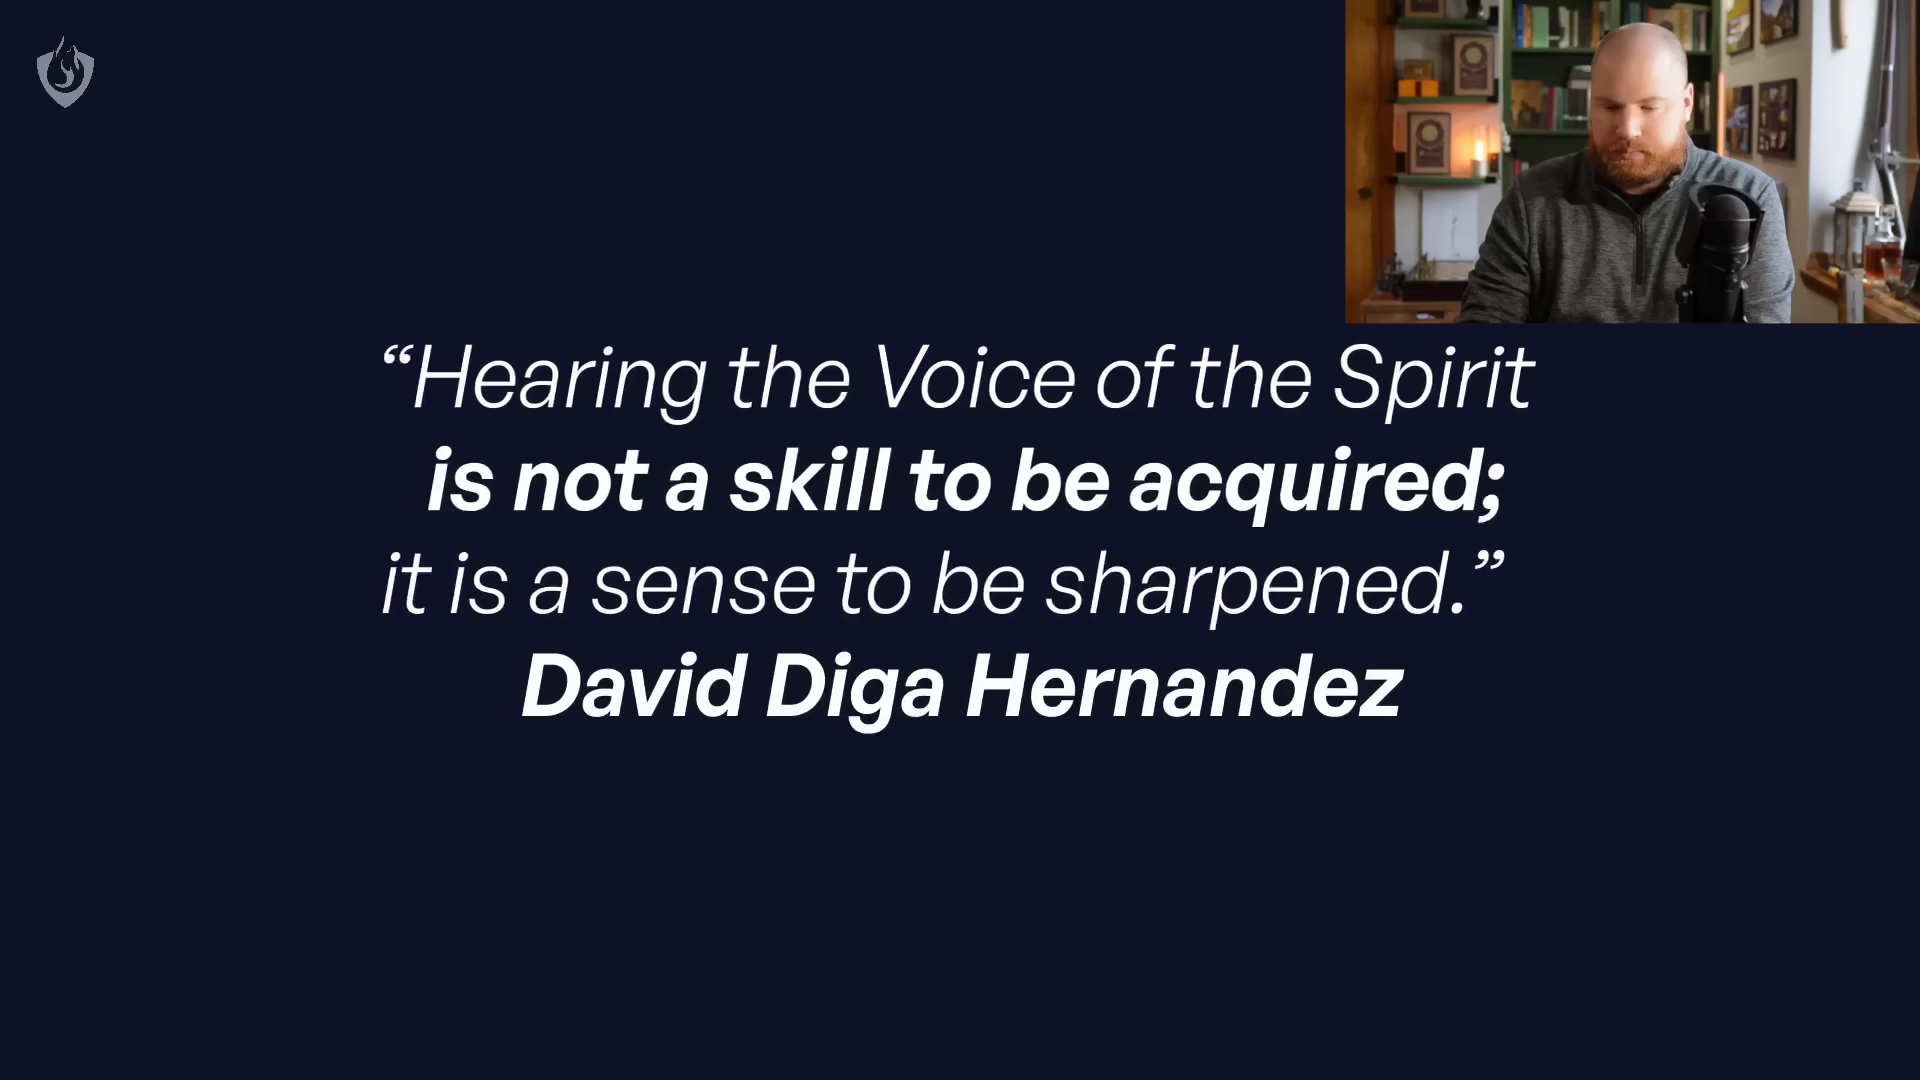 “Hearing the Voice of the Spirit
is not a skill to be acquired;
it is a sense to be sharpened.”
David Diga Hernandez